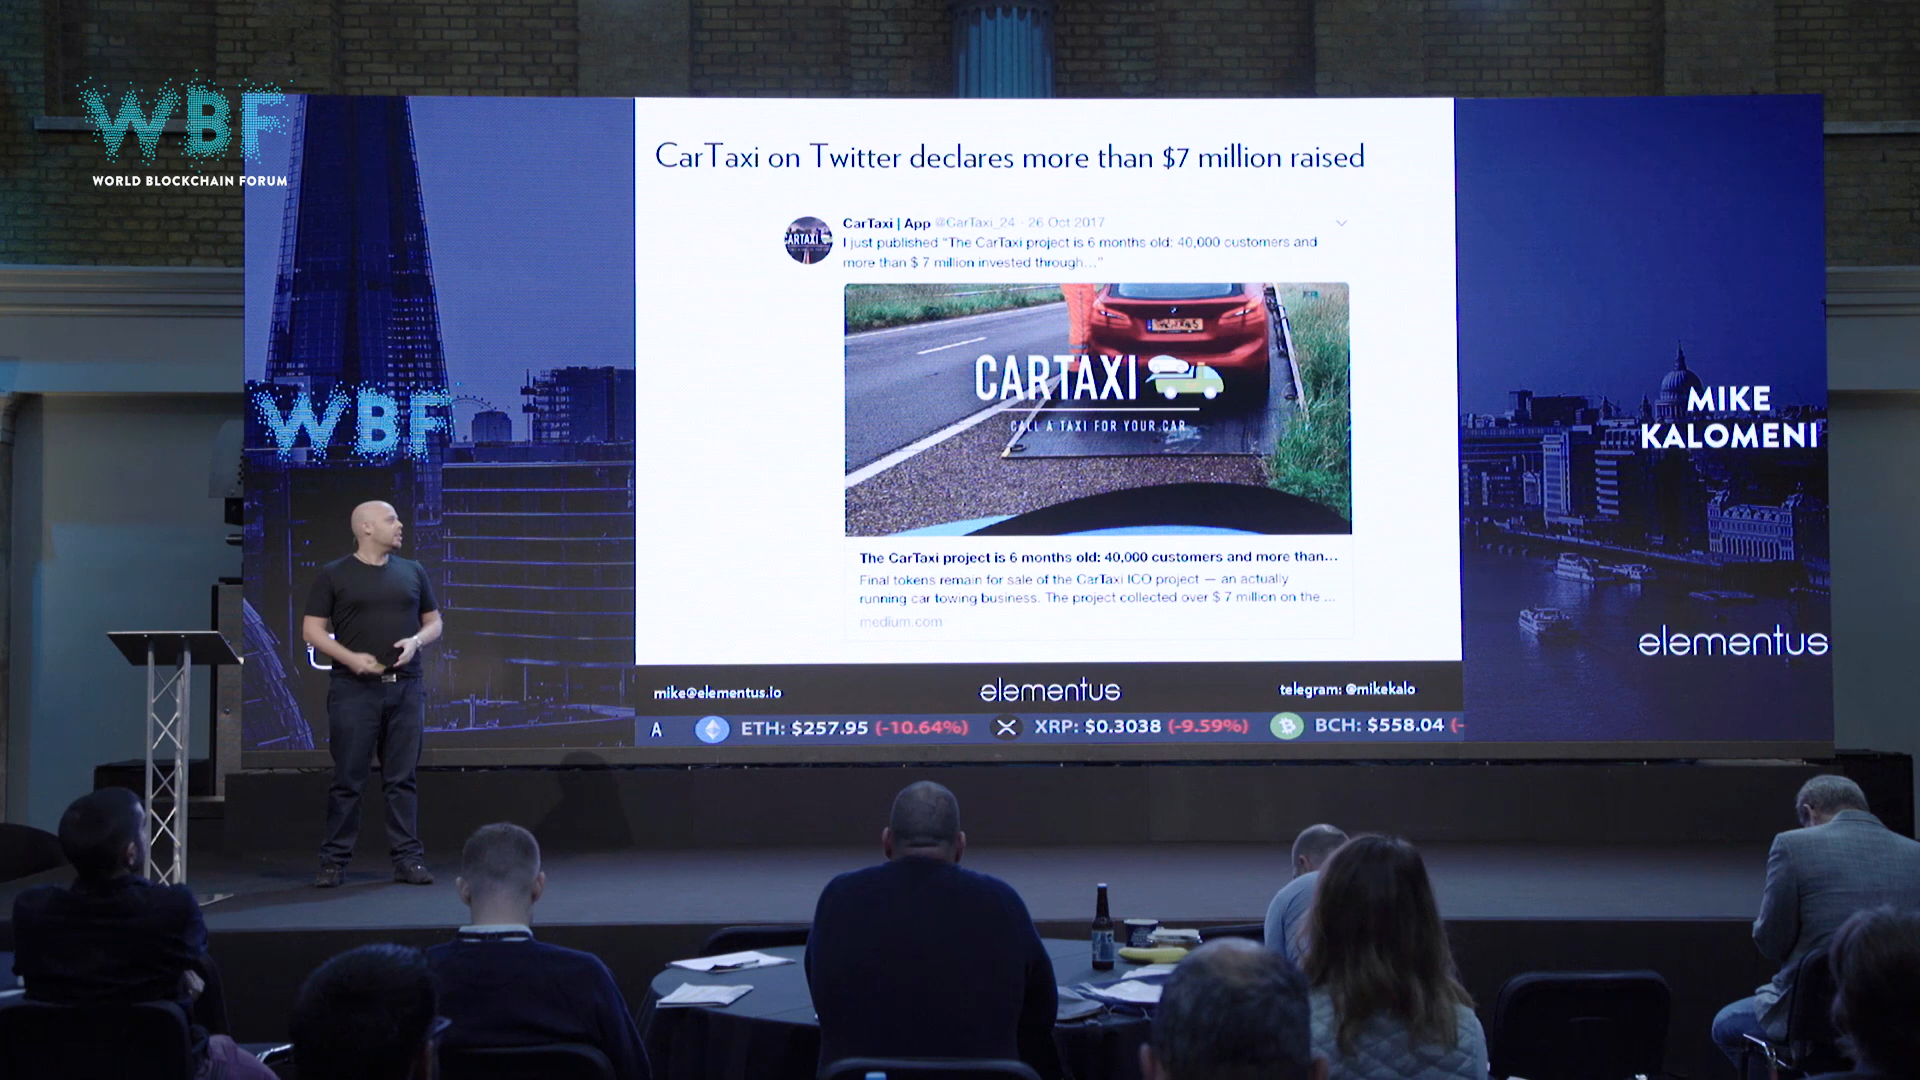 WBF
WORLD BLOCKCHAIN FORUM
CarTaxi on Twitter declares more than $7 million raised
CarTaxi | App @CarTaxi_24 · 26 Oct 2017
I just published "The CarTaxi project is 6 months old: 40,000 customers and
more than $ 7 million invested through…"
CARTAXI
CARTAXI
CALL A TAXI FOR YOUR CAR
The CarTaxi project is 6 months old: 40,000 customers and more than…
Final tokens remain for sale of the CarTaxi ICO project — an actually
running car towing business. The project collected over $ 7 million on the …
medium.com
WBF
MIKE
KALOMENI
elementus
mike@elementus.io
elementus
telegram: @mikekalo
A ETH: $257.95 (-10.64%) XRP: $0.3038 (-9.59%) BCH: $558.04 (-